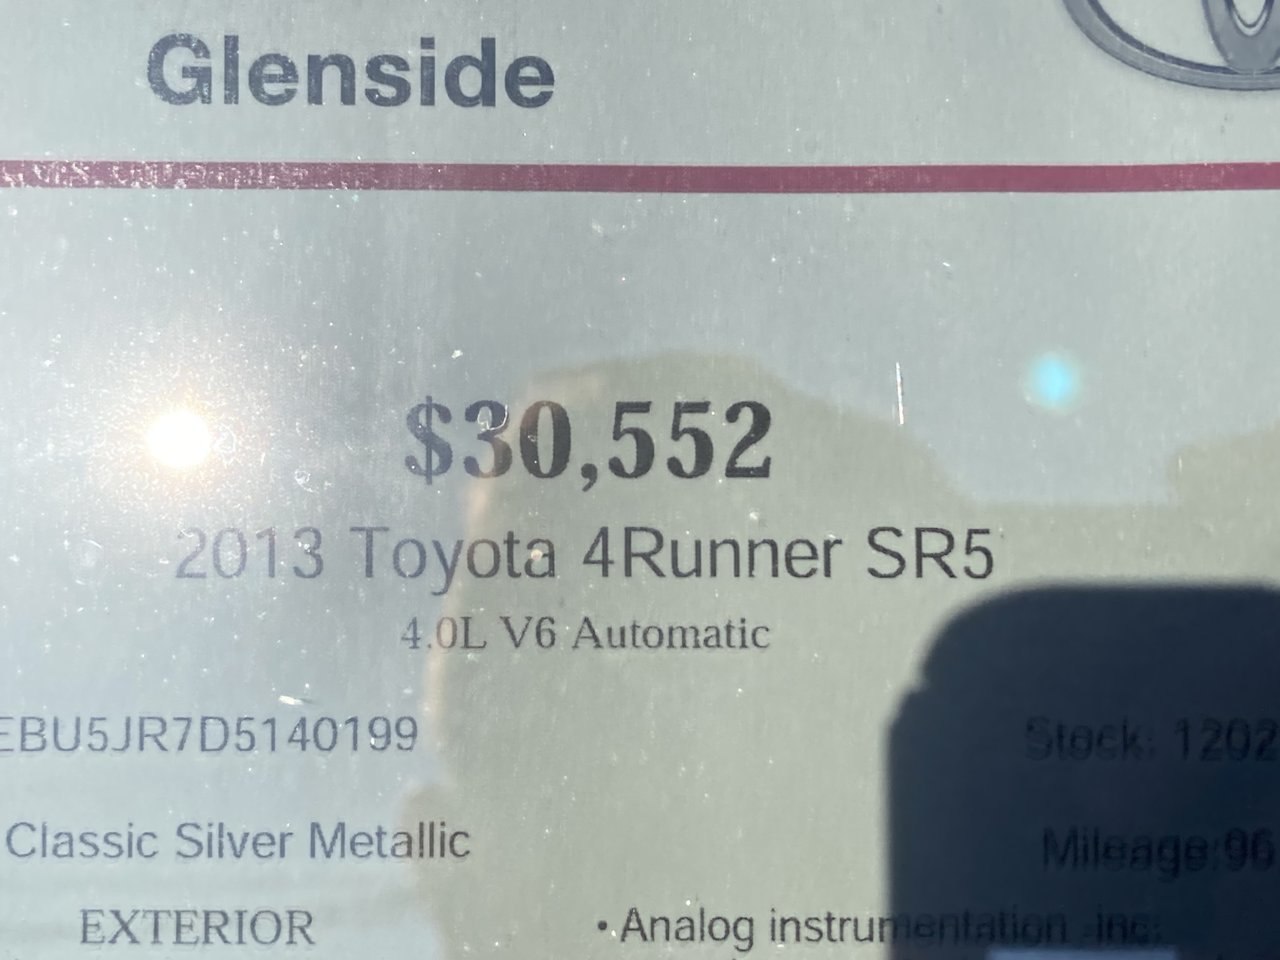 Glenside
$30,552
2013 Toyota 4Runner SR5
4.0L V6 Automatic
EBU5JR7D5140199
Stock: 1202
Classic Silver Metallic
Mileage:96
EXTERIOR
• Analog instrumentation -inc: